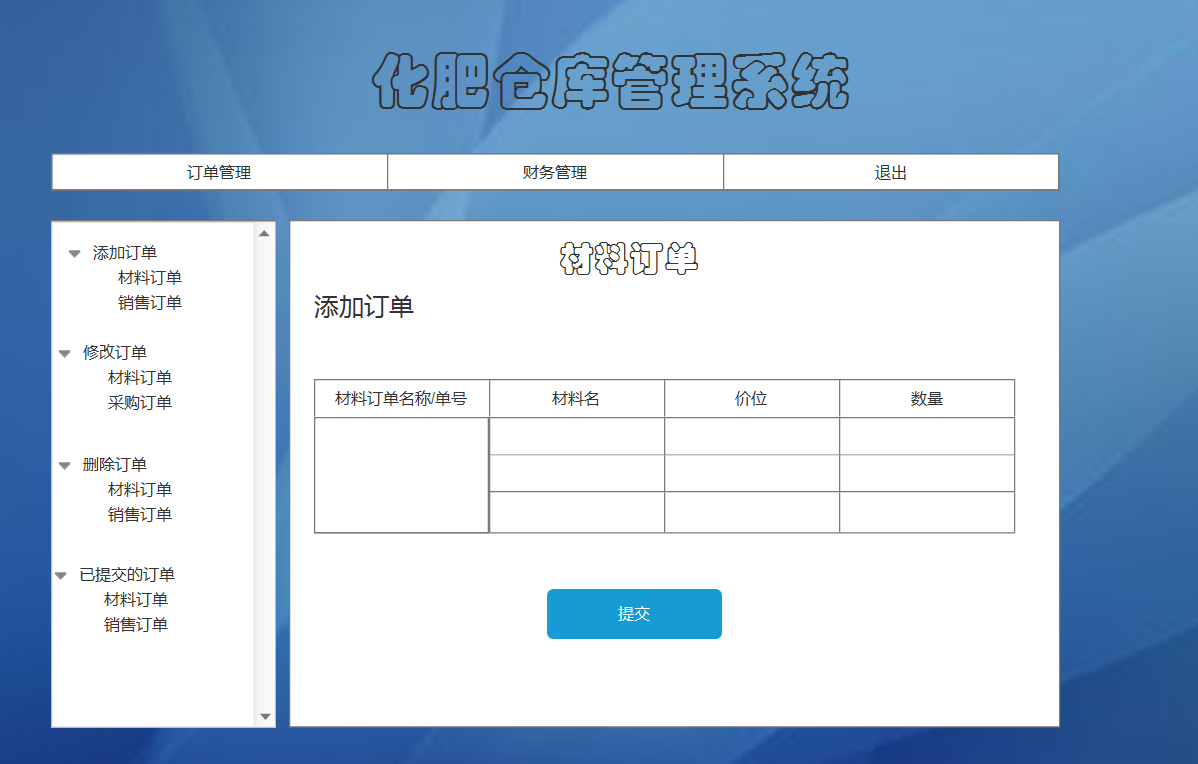 化肥仓库管理系统
订单管理 财务管理 退出
添加订单
材料订单
销售订单
修改订单
材料订单
采购订单
删除订单
材料订单
销售订单
已提交的订单
材料订单
销售订单
材料订单
添加订单
材料订单名称/单号 材料名 价位 数量
提交